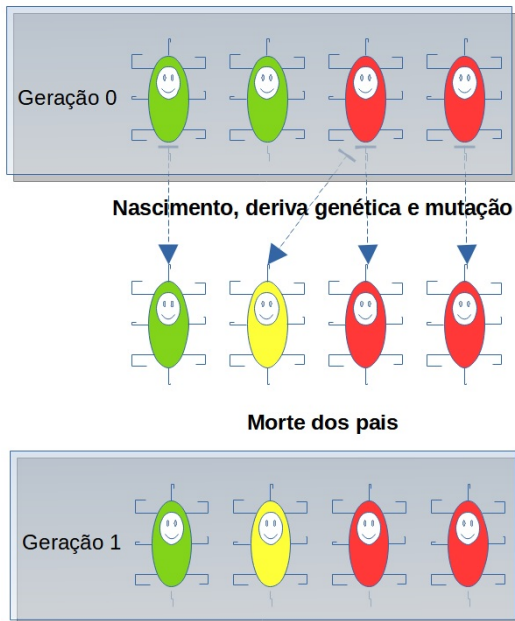 Geração 0
Nascimento, deriva genética e mutação
Morte dos pais
Geração 1